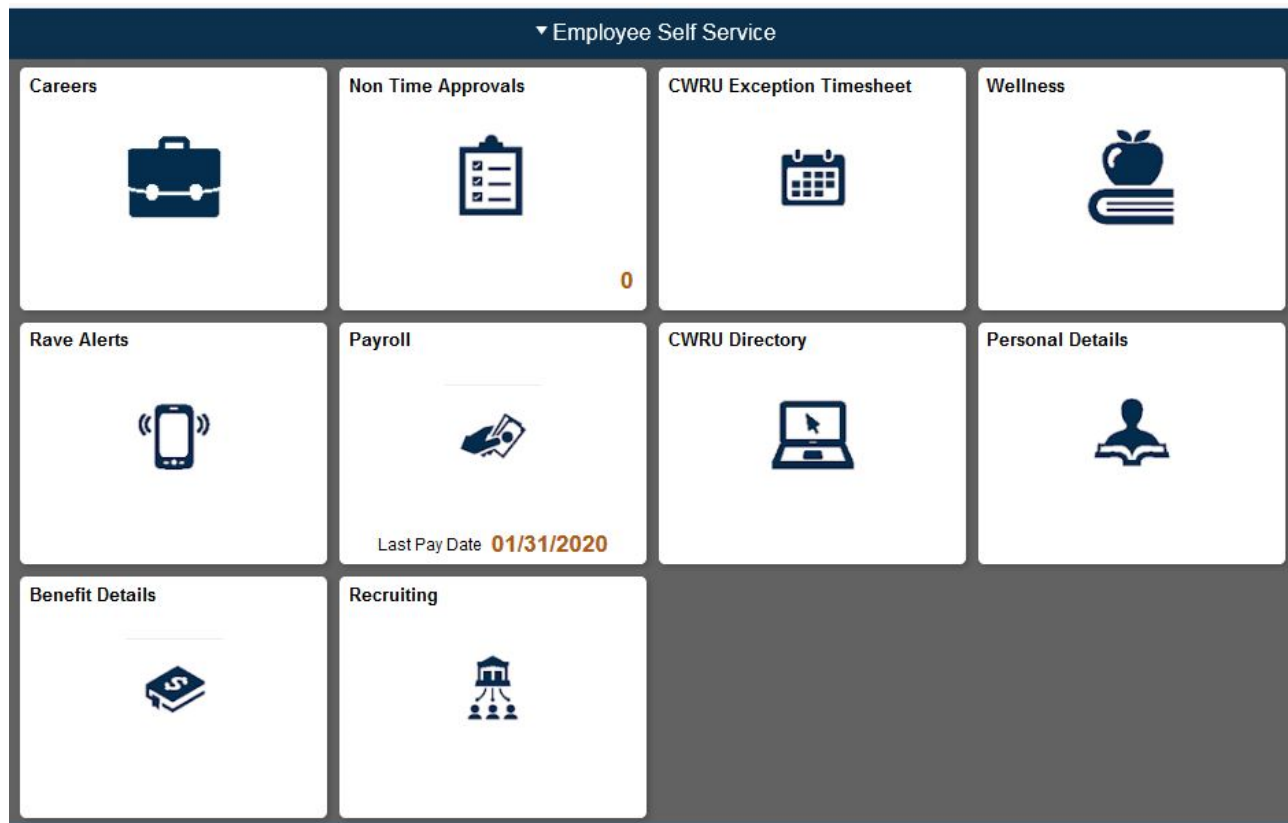 Employee Self Service
Careers
Non Time Approvals
CWRU Exception Timesheet
Wellness
0
Rave Alerts
Payroll
CWRU Directory
Personal Details
Last Pay Date 01/31/2020
Benefit Details
Recruiting